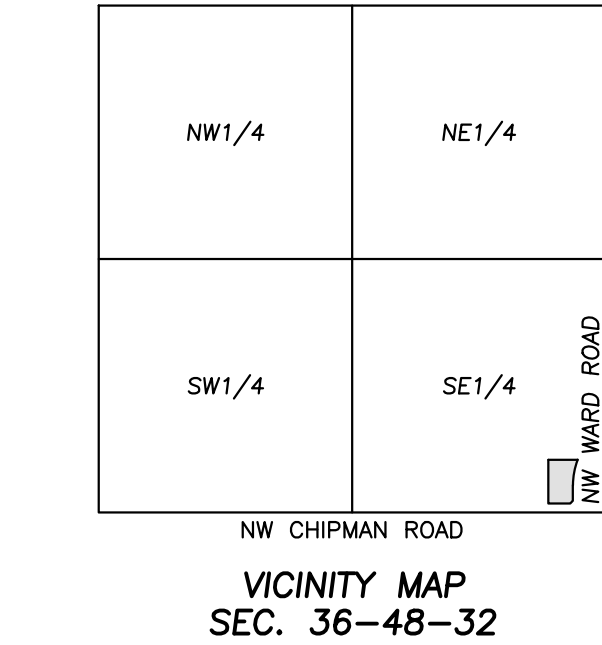 NW1/4
NE1/4
SW1/4
SE1/4
NW WARD ROAD
NW CHIPMAN ROAD
VICINITY MAP
SEC. 36-48-32